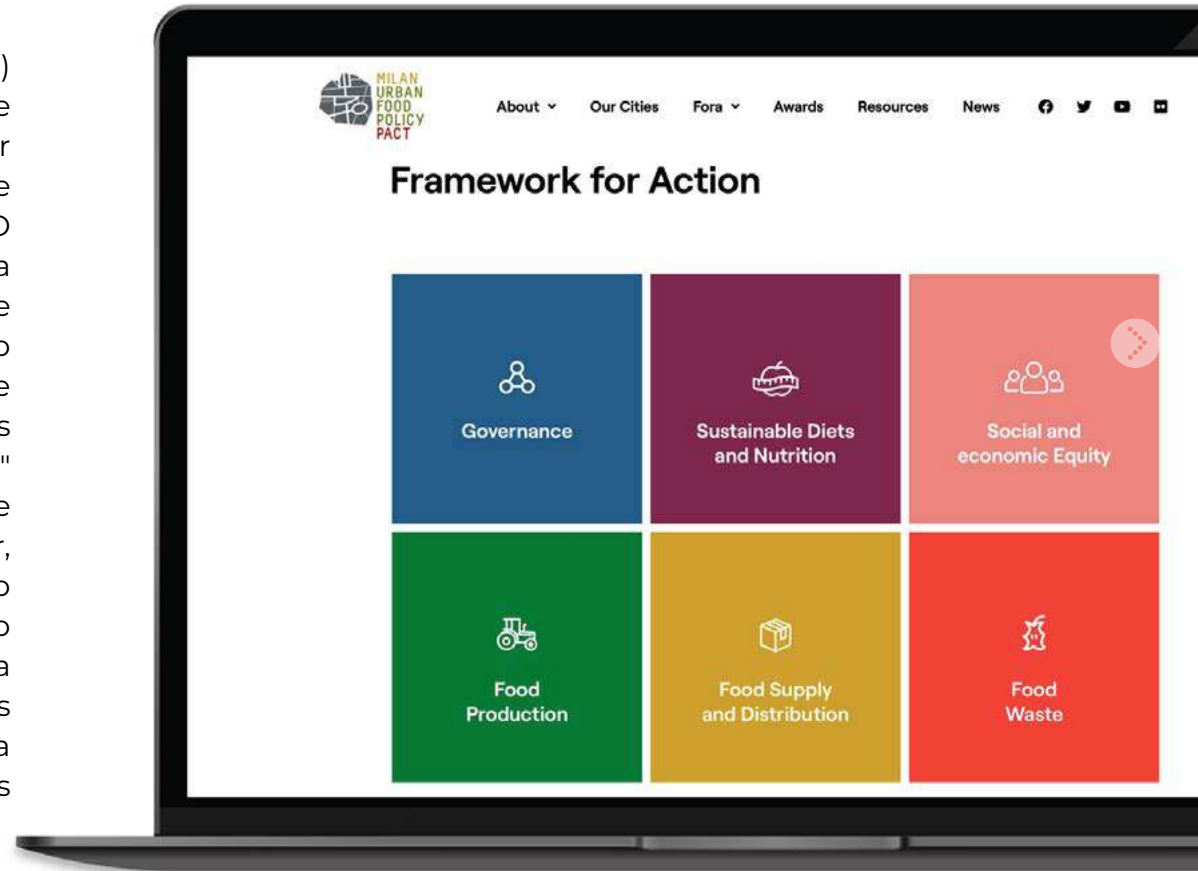 MILAN
URBAN
FOOD
POLICY
PACT
About Our Cities Fora Awards Resources News
Framework for Action
Governance
Sustainable Diets
and Nutrition
Social and
economic Equity
Food
Production
Food Supply
and Distribution
Food
Waste